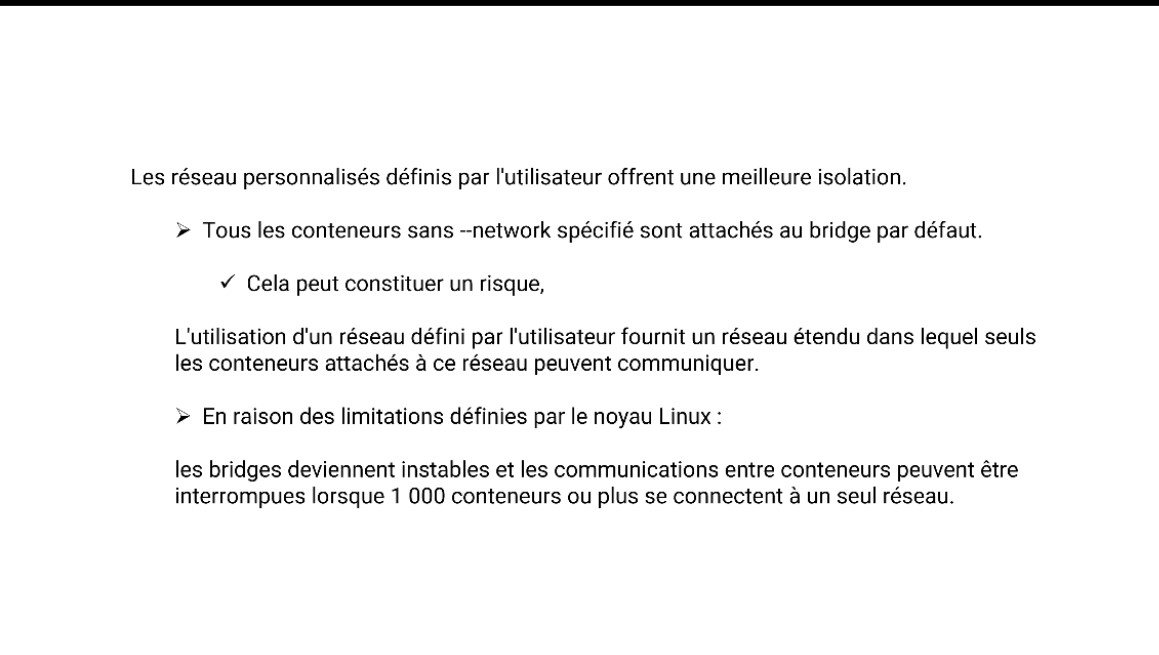 Les réseau personnalisés définis par l'utilisateur offrent une meilleure isolation.
➢ Tous les conteneurs sans --network spécifié sont attachés au bridge par défaut.
✓ Cela peut constituer un risque,
L'utilisation d'un réseau défini par l'utilisateur fournit un réseau étendu dans lequel seuls
les conteneurs attachés à ce réseau peuvent communiquer.
➢ En raison des limitations définies par le noyau Linux :
les bridges deviennent instables et les communications entre conteneurs peuvent être
interrompues lorsque 1 000 conteneurs ou plus se connectent à un seul réseau.